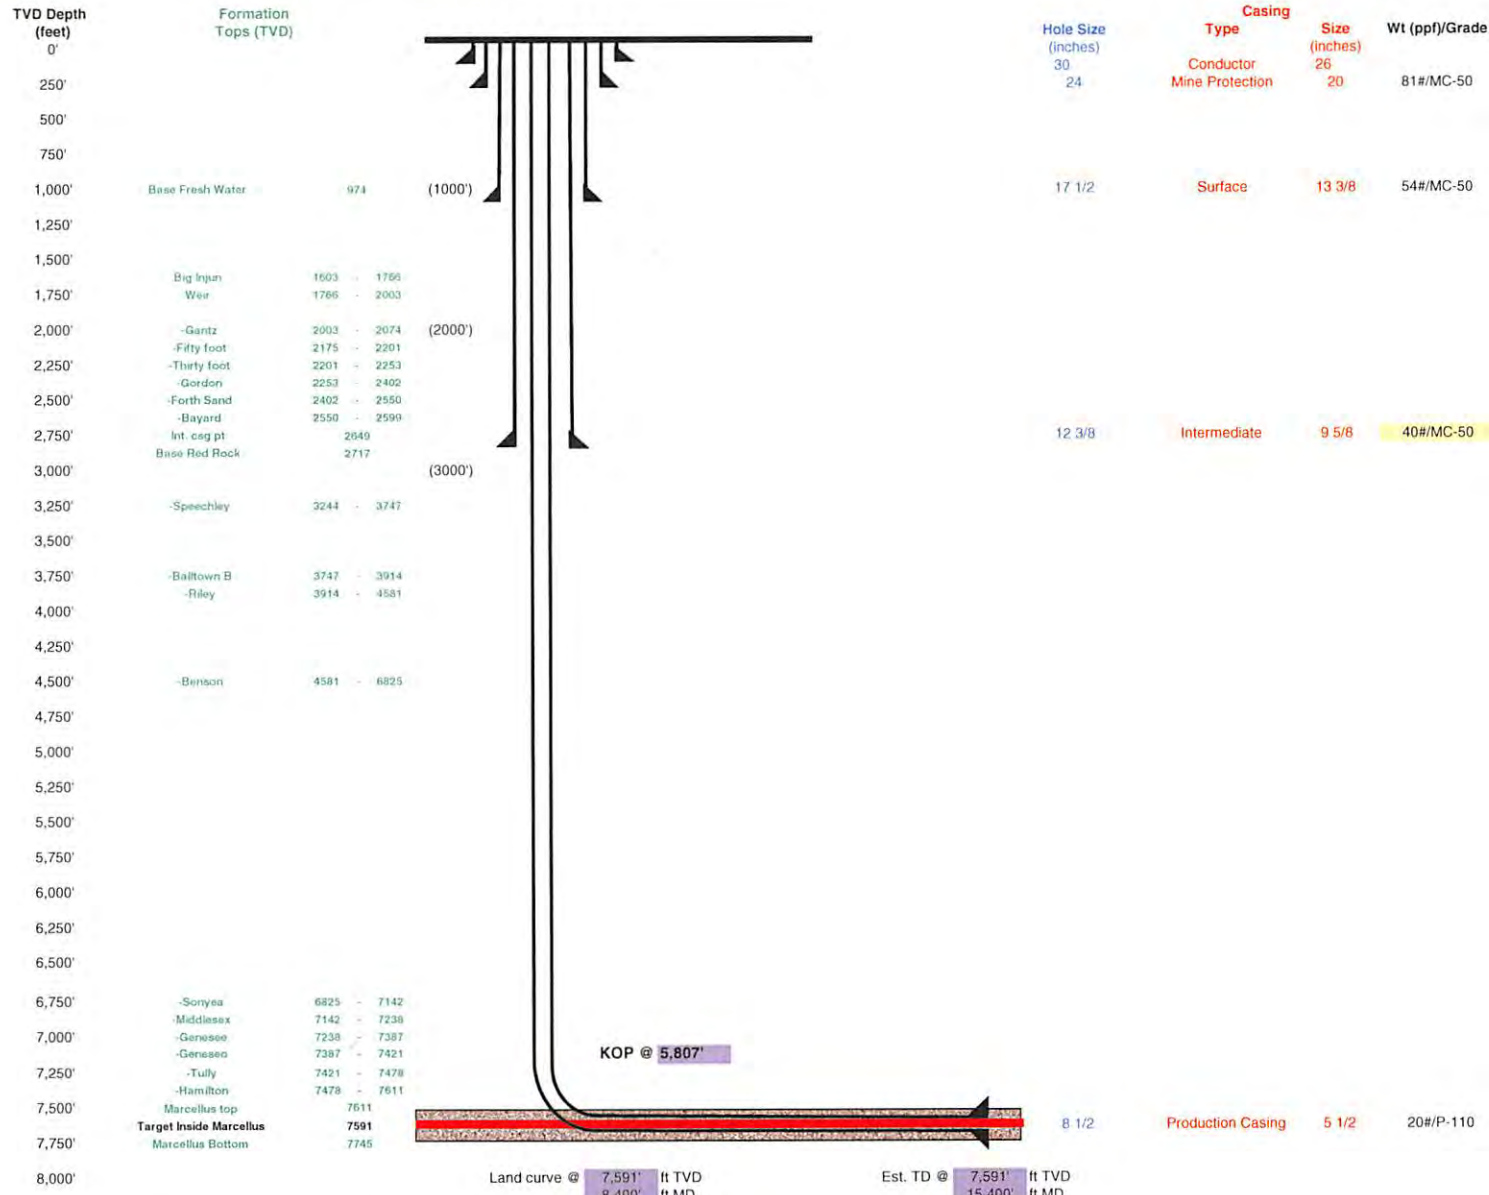 TVD Depth
(feet)
Formation
Tops (TVD)
Casing
Hole Size
(inches)
Type
Size
(inches)
Wt (ppf)/Grade
0'
30 Conductor 26
250' 24 Mine Protection 20 81#/MC-50
500'
750'
1,000' Base Fresh Water 974 (1000') 17 1/2 Surface 13 3/8 54#/MC-50
1,250'
1,500'
Big Injun 1603 - 1766
1,750' Weir 1766 - 2003
2,000' -Gantz 2003 - 2074 (2000')
-Fifty foot 2175 - 2201
2,250' -Thirty foot 2201 - 2253
-Gordon 2253 - 2402
2,500' -Forth Sand 2402 - 2550
-Bayard 2550 - 2599
2,750' Int. csg pt 2649 12 3/8 Intermediate 9 5/8 40#/MC-50
Base Red Rock 2717
3,000' (3000')
3,250' -Speechley 3244 - 3747
3,500'
3,750' -Balltown B 3747 - 3914
-Riley 3914 - 4581
4,000'
4,250'
4,500' -Benson 4581 - 6825
4,750'
5,000'
5,250'
5,500'
5,750'
6,000'
6,250'
6,500'
6,750' -Sonyea 6825 - 7142
-Middlesex 7142 - 7238
7,000' -Genesee 7238 - 7387
-Geneseo 7387 - 7421
KOP @ 5,807'
7,250' -Tully 7421 - 7478
-Hamilton 7478 - 7611
7,500' Marcellus top 7611
Target Inside Marcellus 7591 8 1/2 Production Casing 5 1/2 20#/P-110
7,750' Marcellus Bottom 7745
8,000' Land curve @ 7,591' ft TVD Est. TD @ 7,591' ft TVD
8,490' ft MD 15,490' ft MD